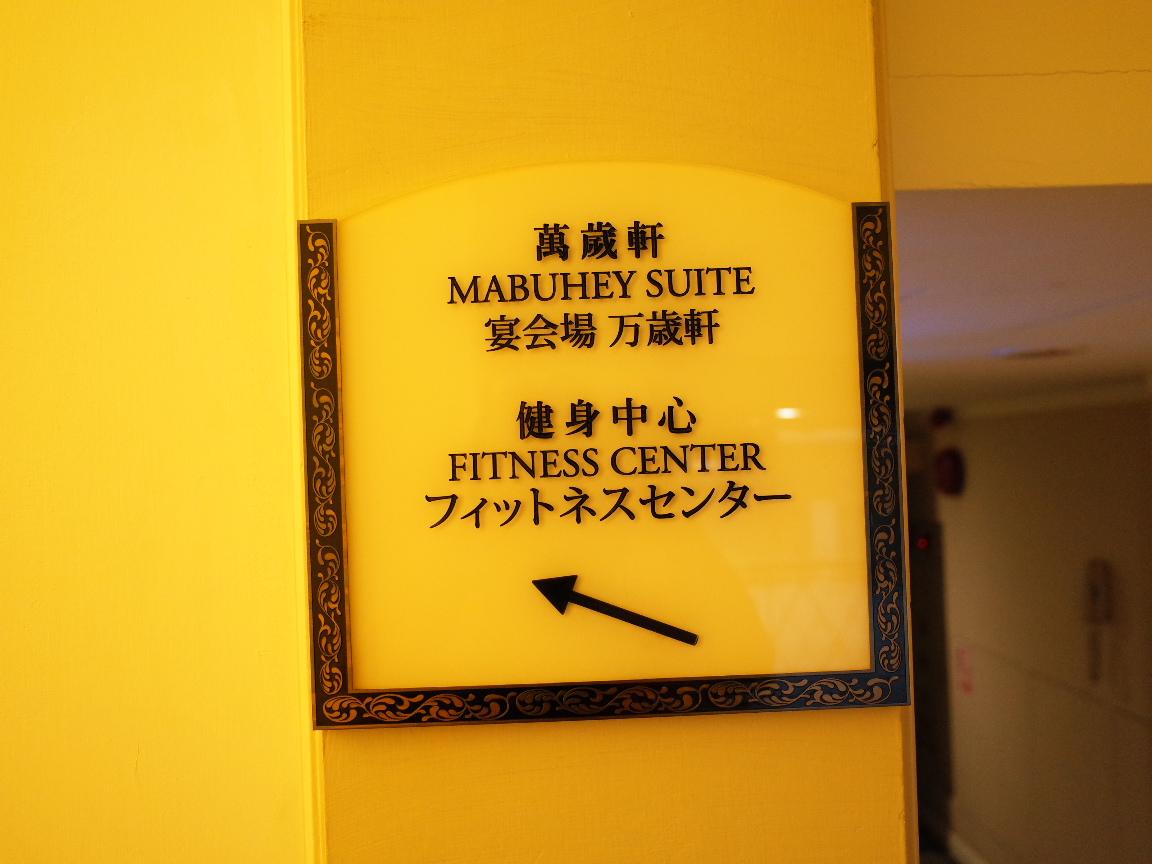 萬歲軒
MABUHEY SUITE
宴会場 万歳軒
健身中心
FITNESS CENTER
フィットネスセンター